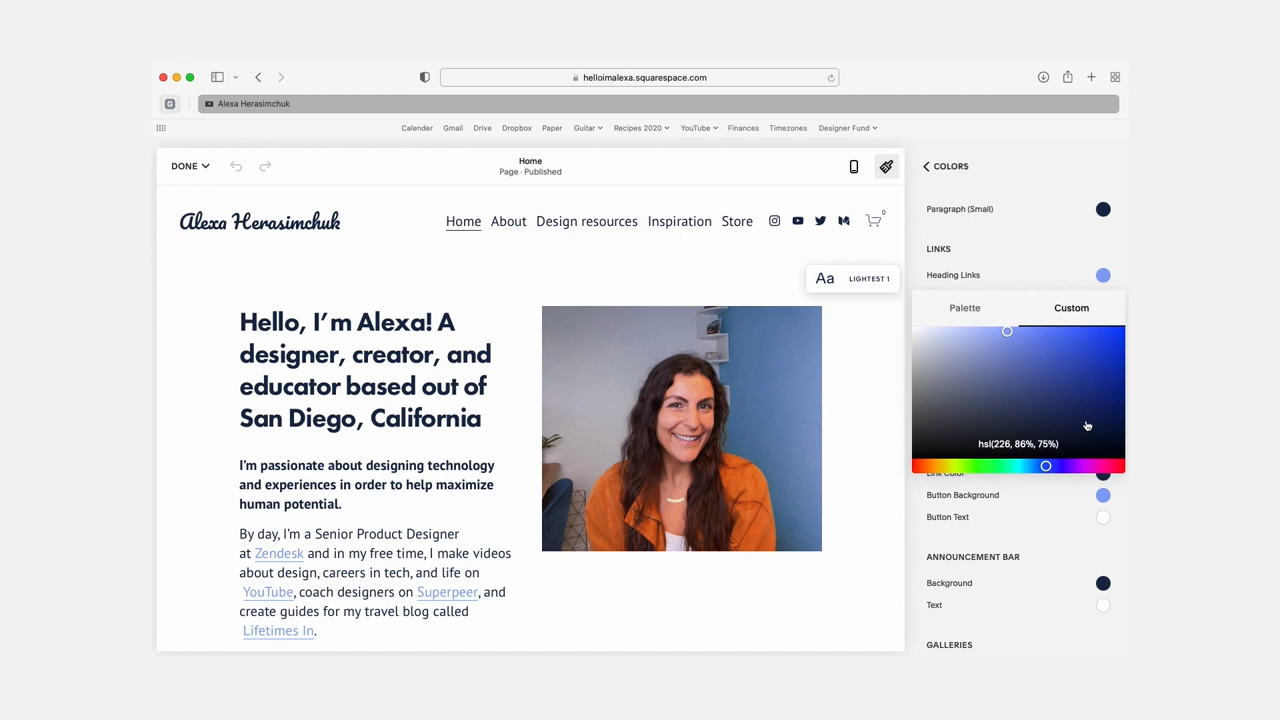 helloimalexa.squarespace.com
G
Alexa Herasimchuk
Calender Gmail Drive Dropbox Paper Guitar Recipes 2020 YouTube Finances Timezones Designer Fund
DONE
Home
Page · Published
COLORS
Alexa Herasimchuk
Home About Design resources Inspiration Store 0
Paragraph (Small)
LINKS
Heading Links
Aa LIGHTEST 1
Palette Custom
hsl(226, 86%, 75%)
Link Color
Button Background
Button Text
ANNOUNCEMENT BAR
Background
Text
GALLERIES
Hello, I'm Alexa! A
designer, creator, and
educator based out of
San Diego, California
I'm passionate about designing technology
and experiences in order to help maximize
human potential.
By day, I'm a Senior Product Designer
at Zendesk and in my free time, I make videos
about design, careers in tech, and life on
YouTube, coach designers on Superpeer, and
create guides for my travel blog called
Lifetimes In.